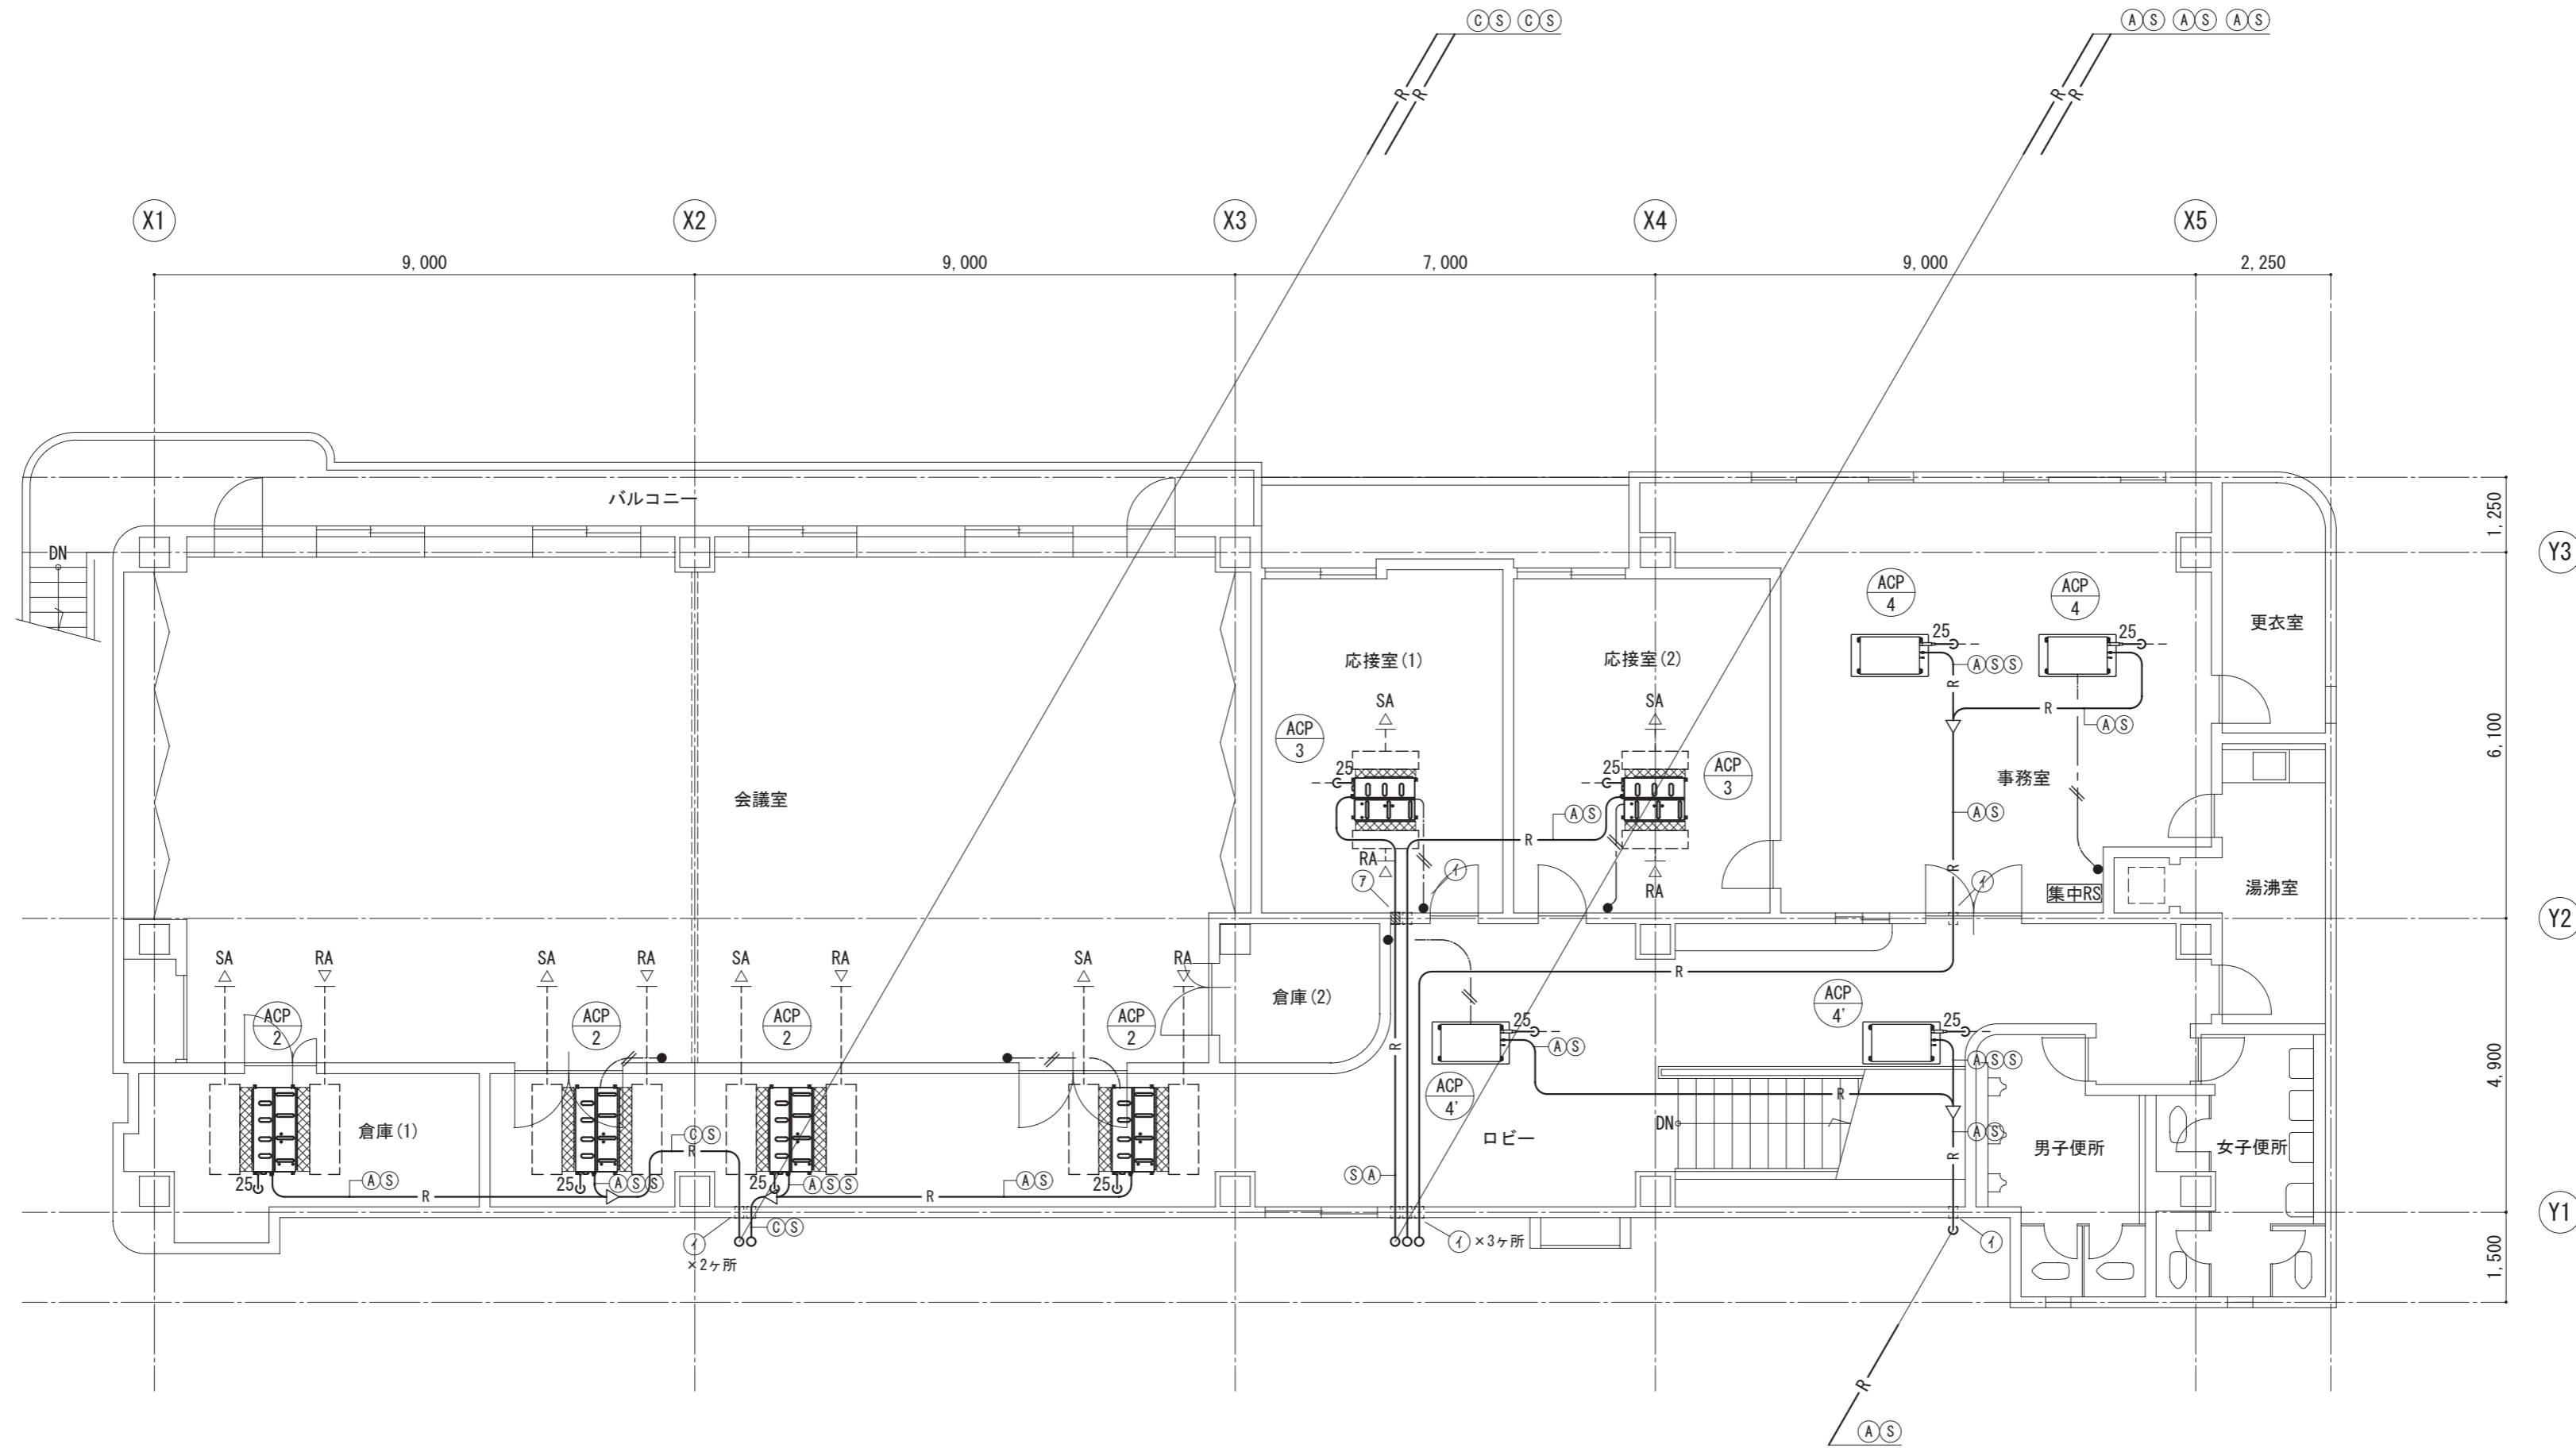 ⒸⓈ ⒸⓈ
ⒶⓈ ⒶⓈ ⒶⓈ
R
R
R
R
X1
X2
X3
X4
X5
9,000
9,000
7,000
9,000
2,250
バルコニー
DN
1,250
Y3
ACP
4
ACP
4
更衣室
25
25
応接室(1)
応接室(2)
ⒶⓈⓈ
R
SA
SA
R
ⒶⓈ
ACP
3
ACP
3
6,100
25
25
事務室
会議室
ⒶⓈ
ⒶⓈ
R
RA
RA
㋐
㋑
R
㋑
集中RS
湯沸室
Y2
SA
RA
SA
RA
SA
RA
SA
RA
R
倉庫(2)
ACP
2
ACP
2
ACP
2
ACP
2
ACP
4'
25
25
R
ⒶⓈ
ⒶⓈⓈ
4,900
ACP
4'
R
倉庫(1)
ⒸⓈ
R
ロビー
DN
ⒶⓈ
R
男子便所
女子便所
25
ⒶⓈ
R
25
ⒶⓈⓈ
25
ⒶⓈⓈ
R
ⒶⓈ
25
ⓈⒶ
Y1
ⒸⓈ
㋑
×2ヶ所
㋑ ×3ヶ所
㋑
1,500
R
ⒶⓈ